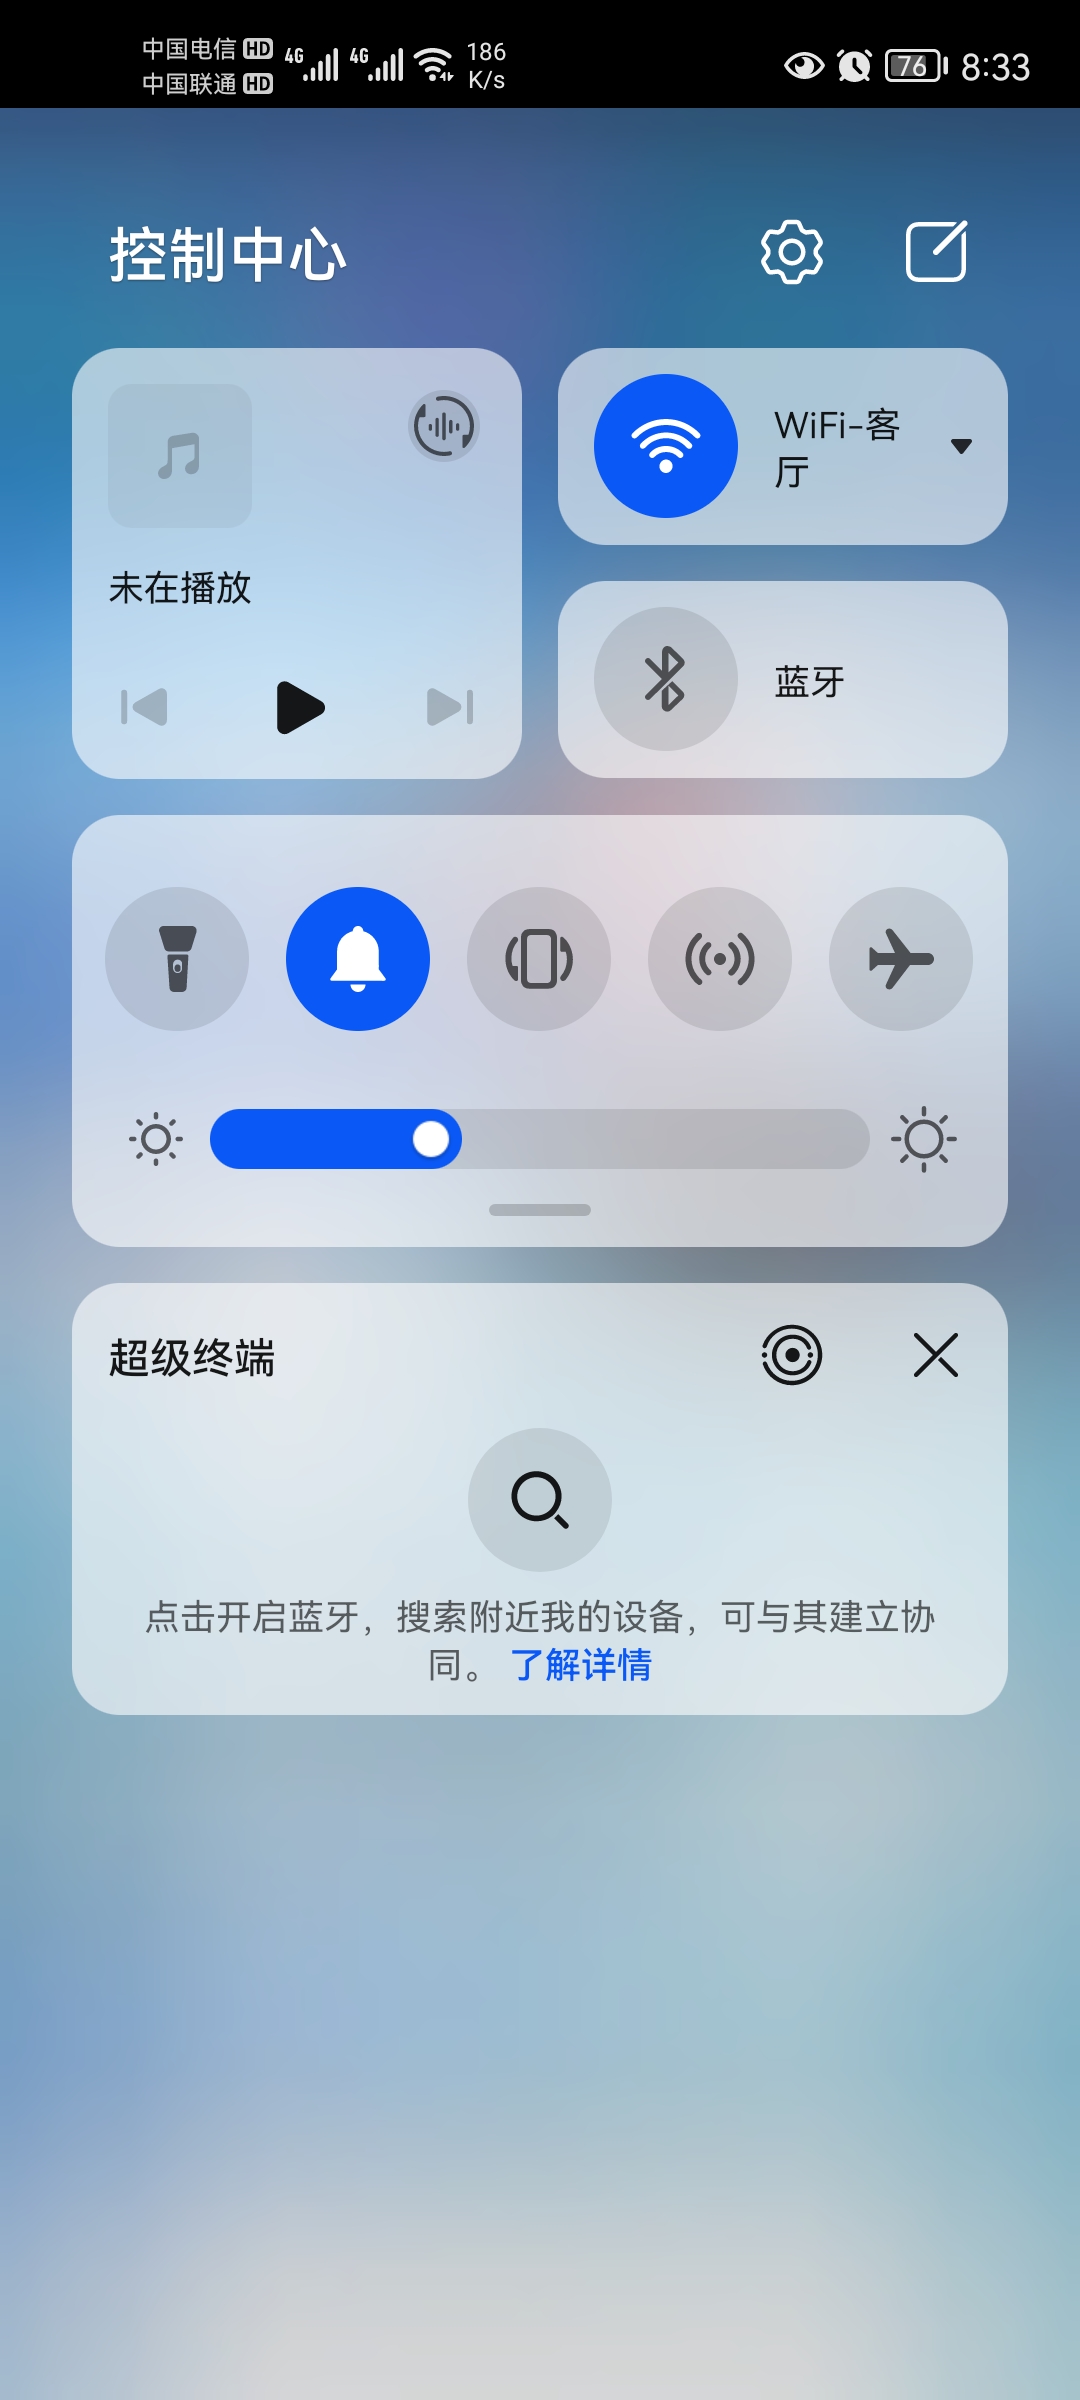 中国电信 HD
中国联通 HD
4G 4G
186
K/s
76 8:33
控制中心
WiFi-客
厅
未在播放
蓝牙
超级终端
点击开启蓝牙，搜索附近我的设备，可与其建立协
同。了解详情